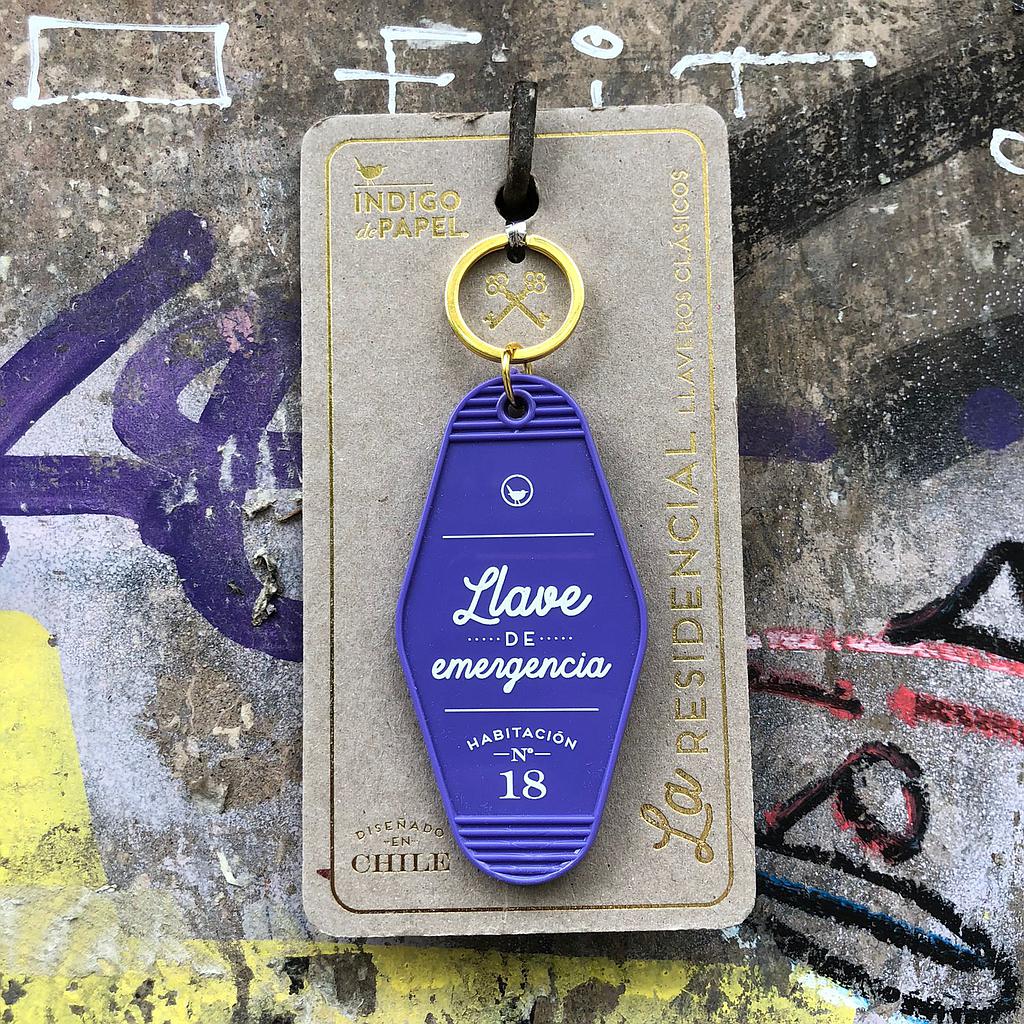 INDIGO
de PAPEL.
Llave
DE
emergencia
HABITACIÓN
Nº
18
DISEÑADO
EN
CHILE
La RESIDENCIAL LLAVEROS CLÁSICOS